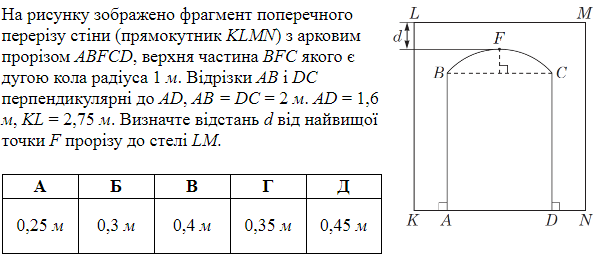 На рисунку зображено фрагмент поперечного
перерізу стіни (прямокутник KLMN) з арковим
прорізом ABFCD, верхня частина BFC якого є
дугою кола радіуса 1 м. Відрізки AB і DC
перпендикулярні до AD, AB = DC = 2 м. AD = 1,6
м, KL = 2,75 м. Визначте відстань d від найвищої
точки F прорізу до стелі LM.
А Б В Г Д
0,25 м 0,3 м 0,4 м 0,35 м 0,45 м
L M
d F
B C
K A D N